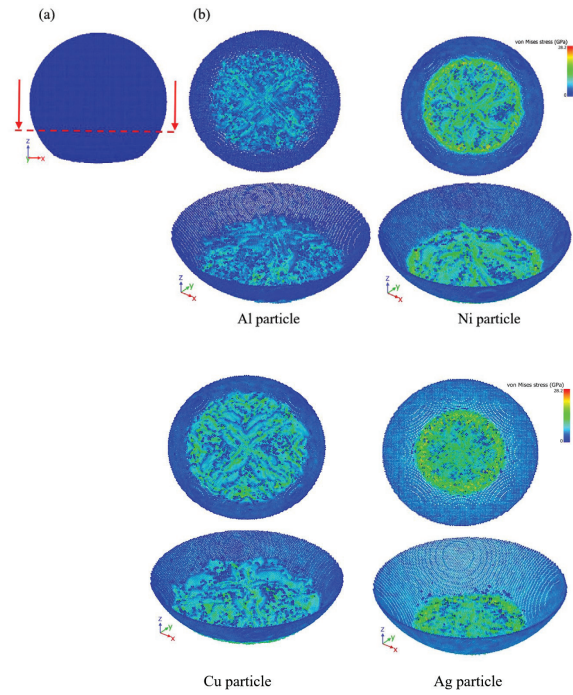 (a)
(b)
von Mises stress (GPa)
28.2
0
z
y
x
z
y
x
z
y
x
Al particle
Ni particle
von Mises stress (GPa)
28.2
0
z
y
x
z
y
x
Cu particle
Ag particle